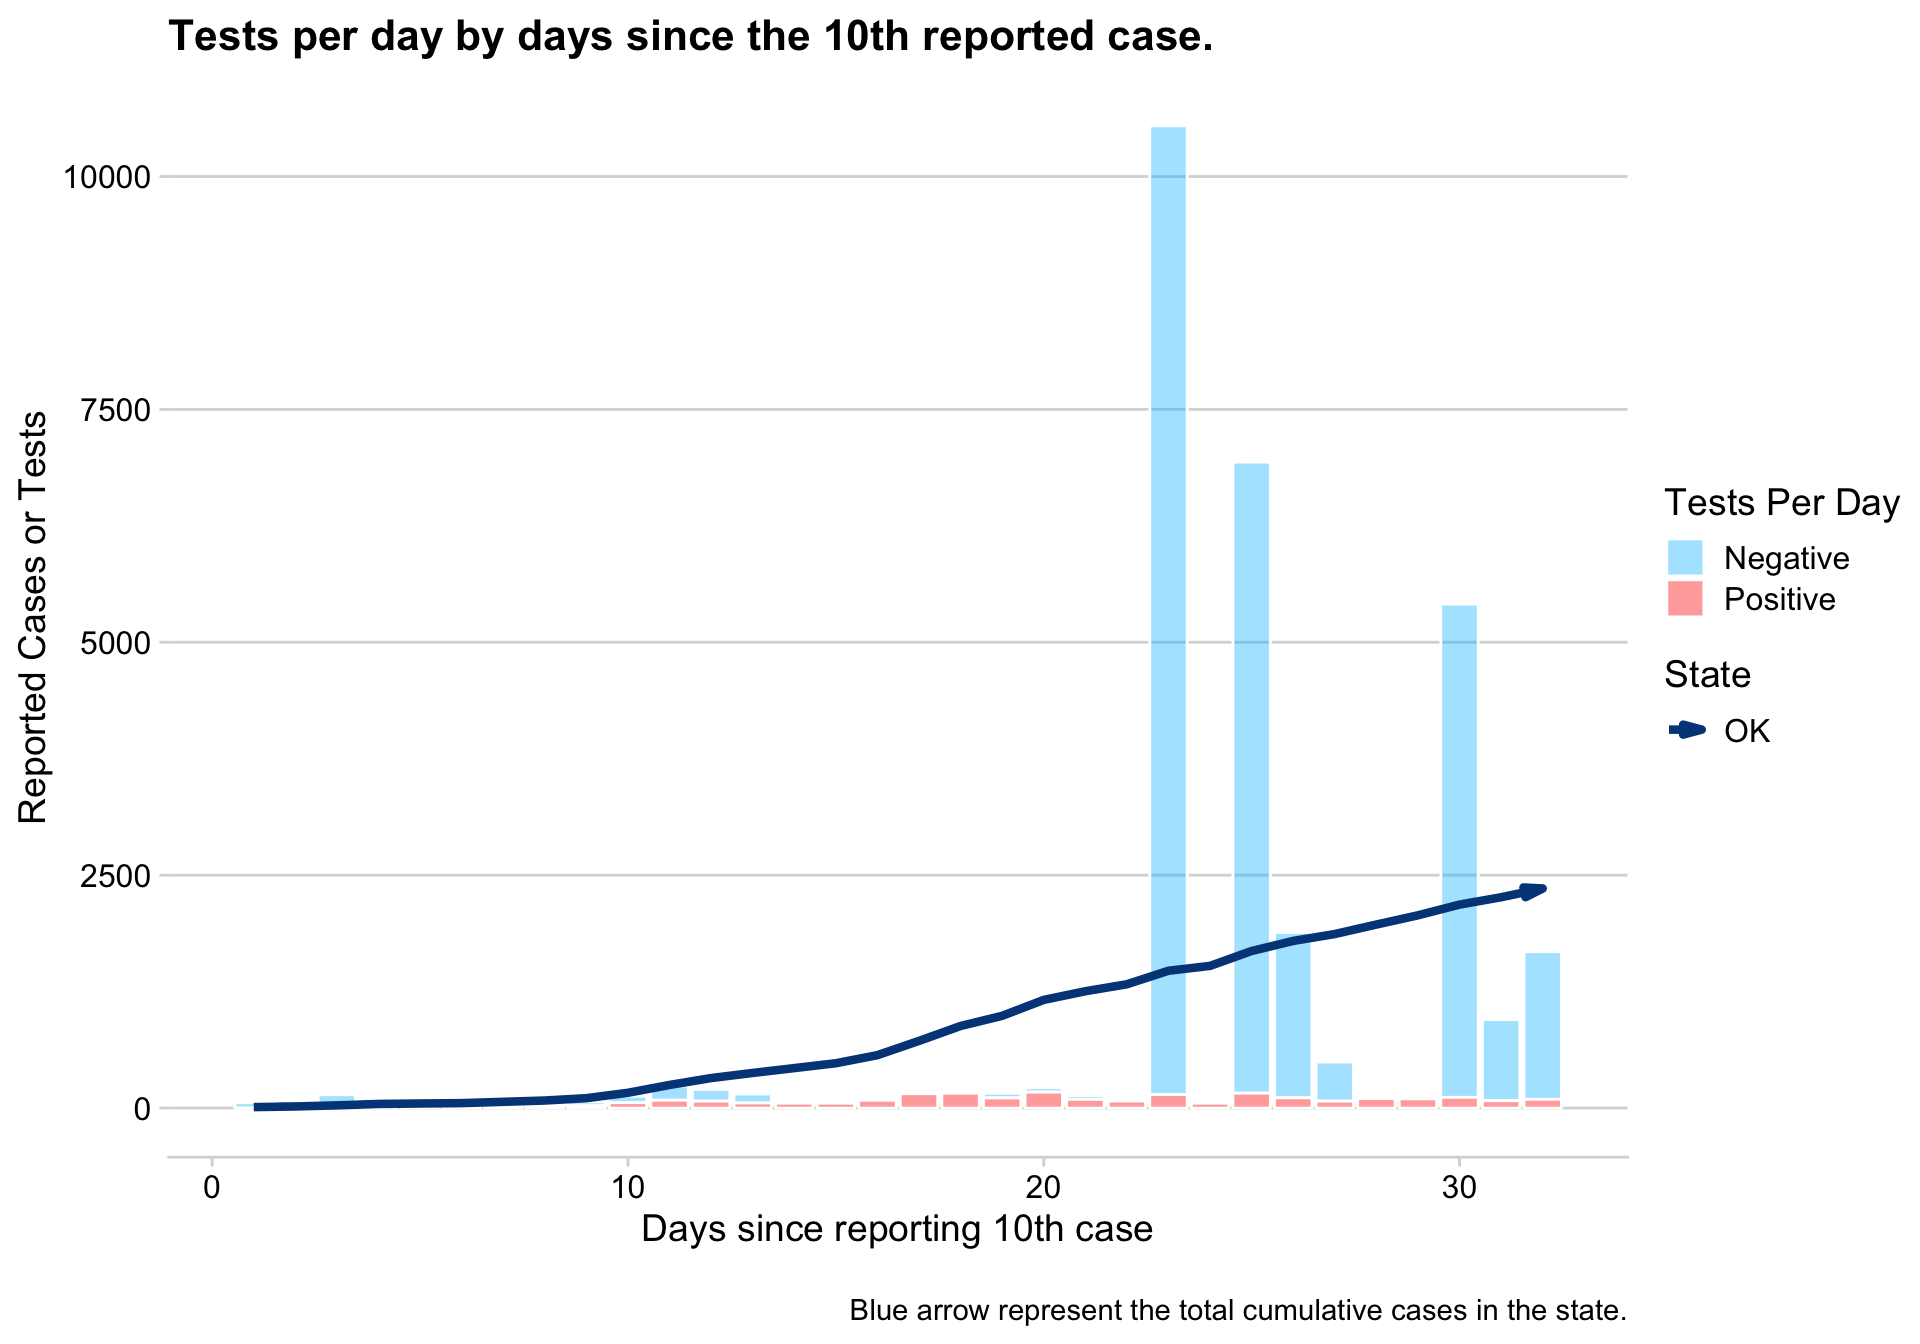 Tests per day by days since the 10th reported case.
10000
7500
5000
2500
0
Reported Cases or Tests
0 10 20 30
Days since reporting 10th case
Tests Per Day
Negative
Positive
State
OK
Blue arrow represent the total cumulative cases in the state.